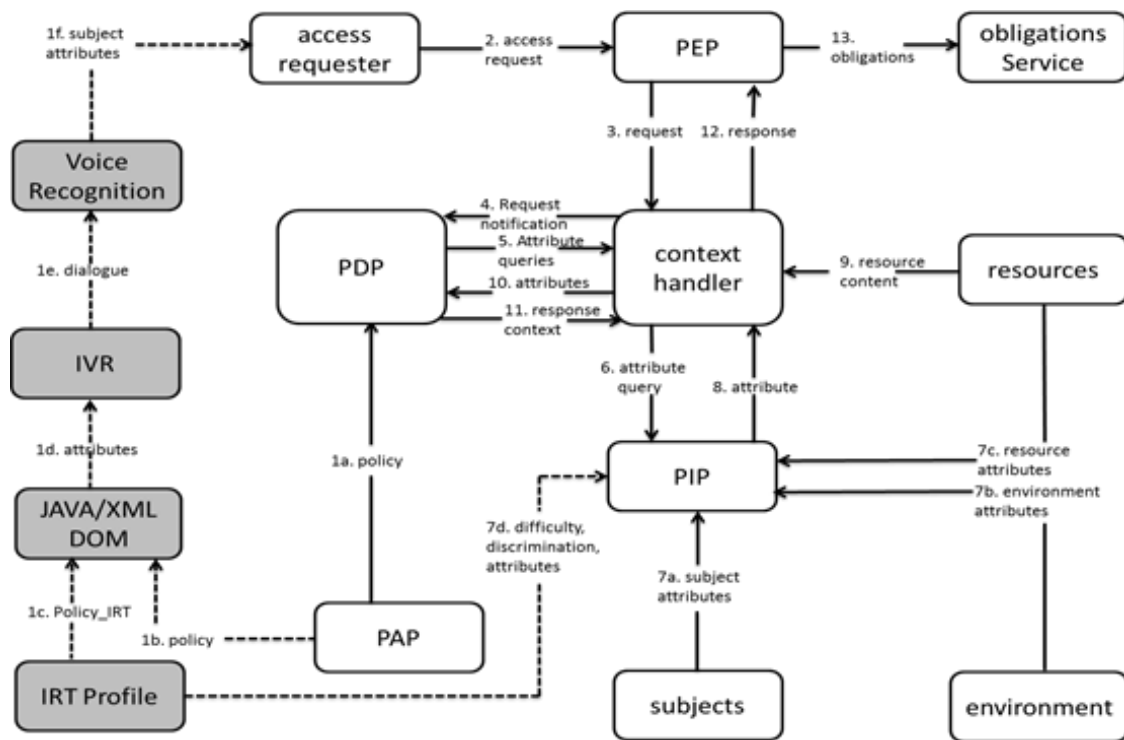 1f. subject
attributes
access
requester
2. access
request
PEP
13.
obligations
obligations
Service
3. request
12. response
Voice
Recognition
4. Request
notification
5. Attribute
queries
PDP
10. attributes
11. response
context
context
handler
9. resource
content
resources
1e. dialogue
IVR
6. attribute
query
8. attribute
1d. attributes
1a. policy
PIP
7c. resource
attributes
7b. environment
attributes
JAVA/XML
DOM
7d. difficulty,
discrimination,
attributes
7a. subject
attributes
1c. Policy_IRT
1b. policy
PAP
IRT Profile
subjects
environment